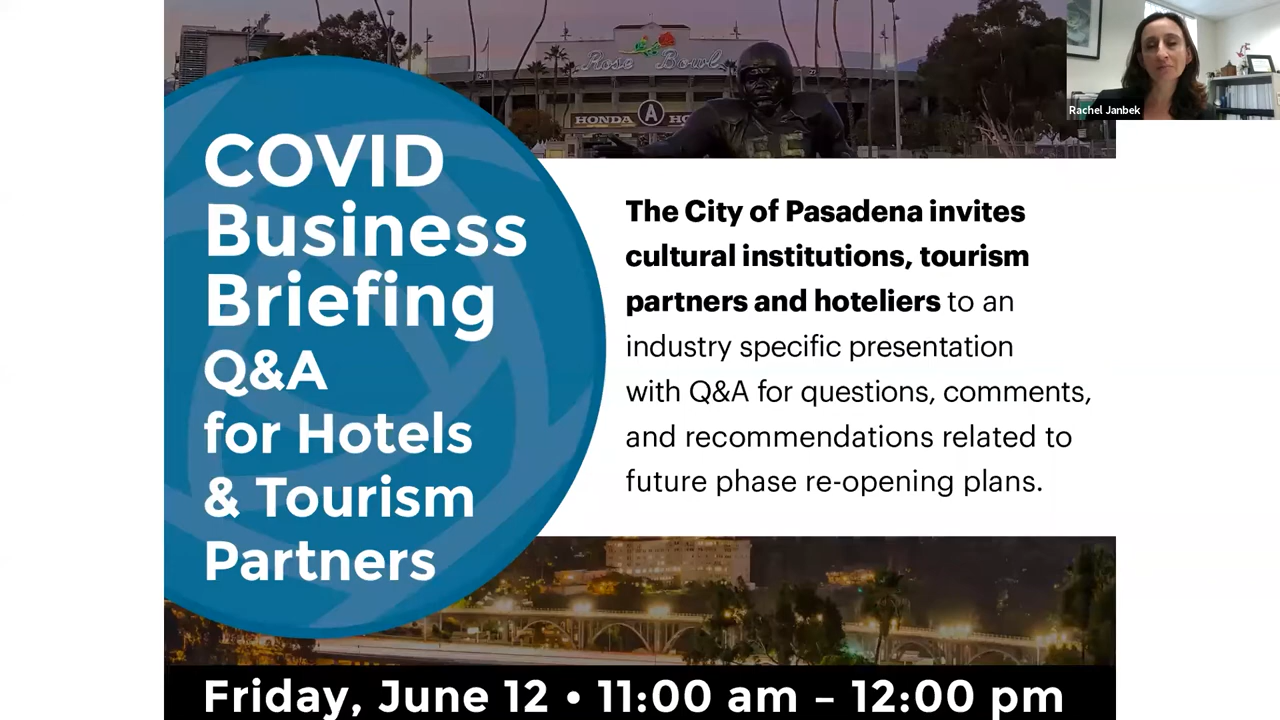 Rose Bowl
HONDA
A
HO
Rachel Janbek
COVID
Business
Briefing
Q&A
for Hotels
& Tourism
Partners
The City of Pasadena invites
cultural institutions, tourism
partners and hoteliers to an
industry specific presentation
with Q&A for questions, comments,
and recommendations related to
future phase re-opening plans.
Friday, June 12 • 11:00 am – 12:00 pm